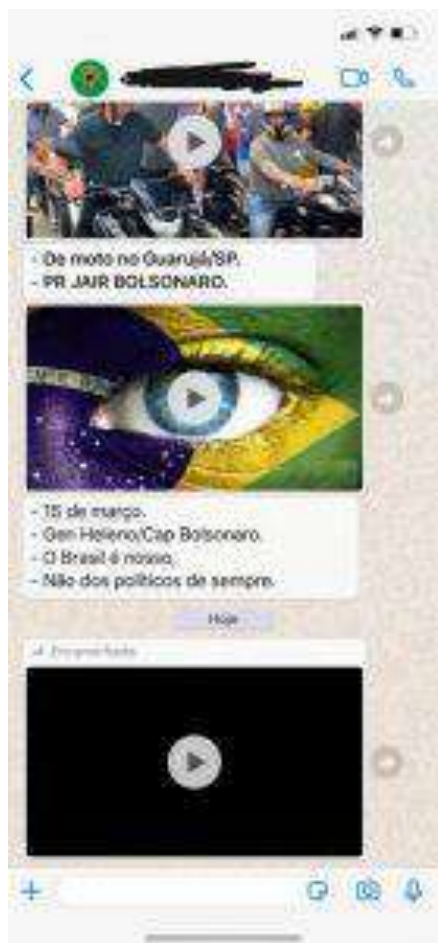 - De moto no Guarujá/SP.
- PR JAIR BOLSONARO.
- 15 de março.
- Gen Heleno/Cap Bolsonaro.
- O Brasil é nosso,
- Não dos políticos de sempre.
Hoje
Encaminhada